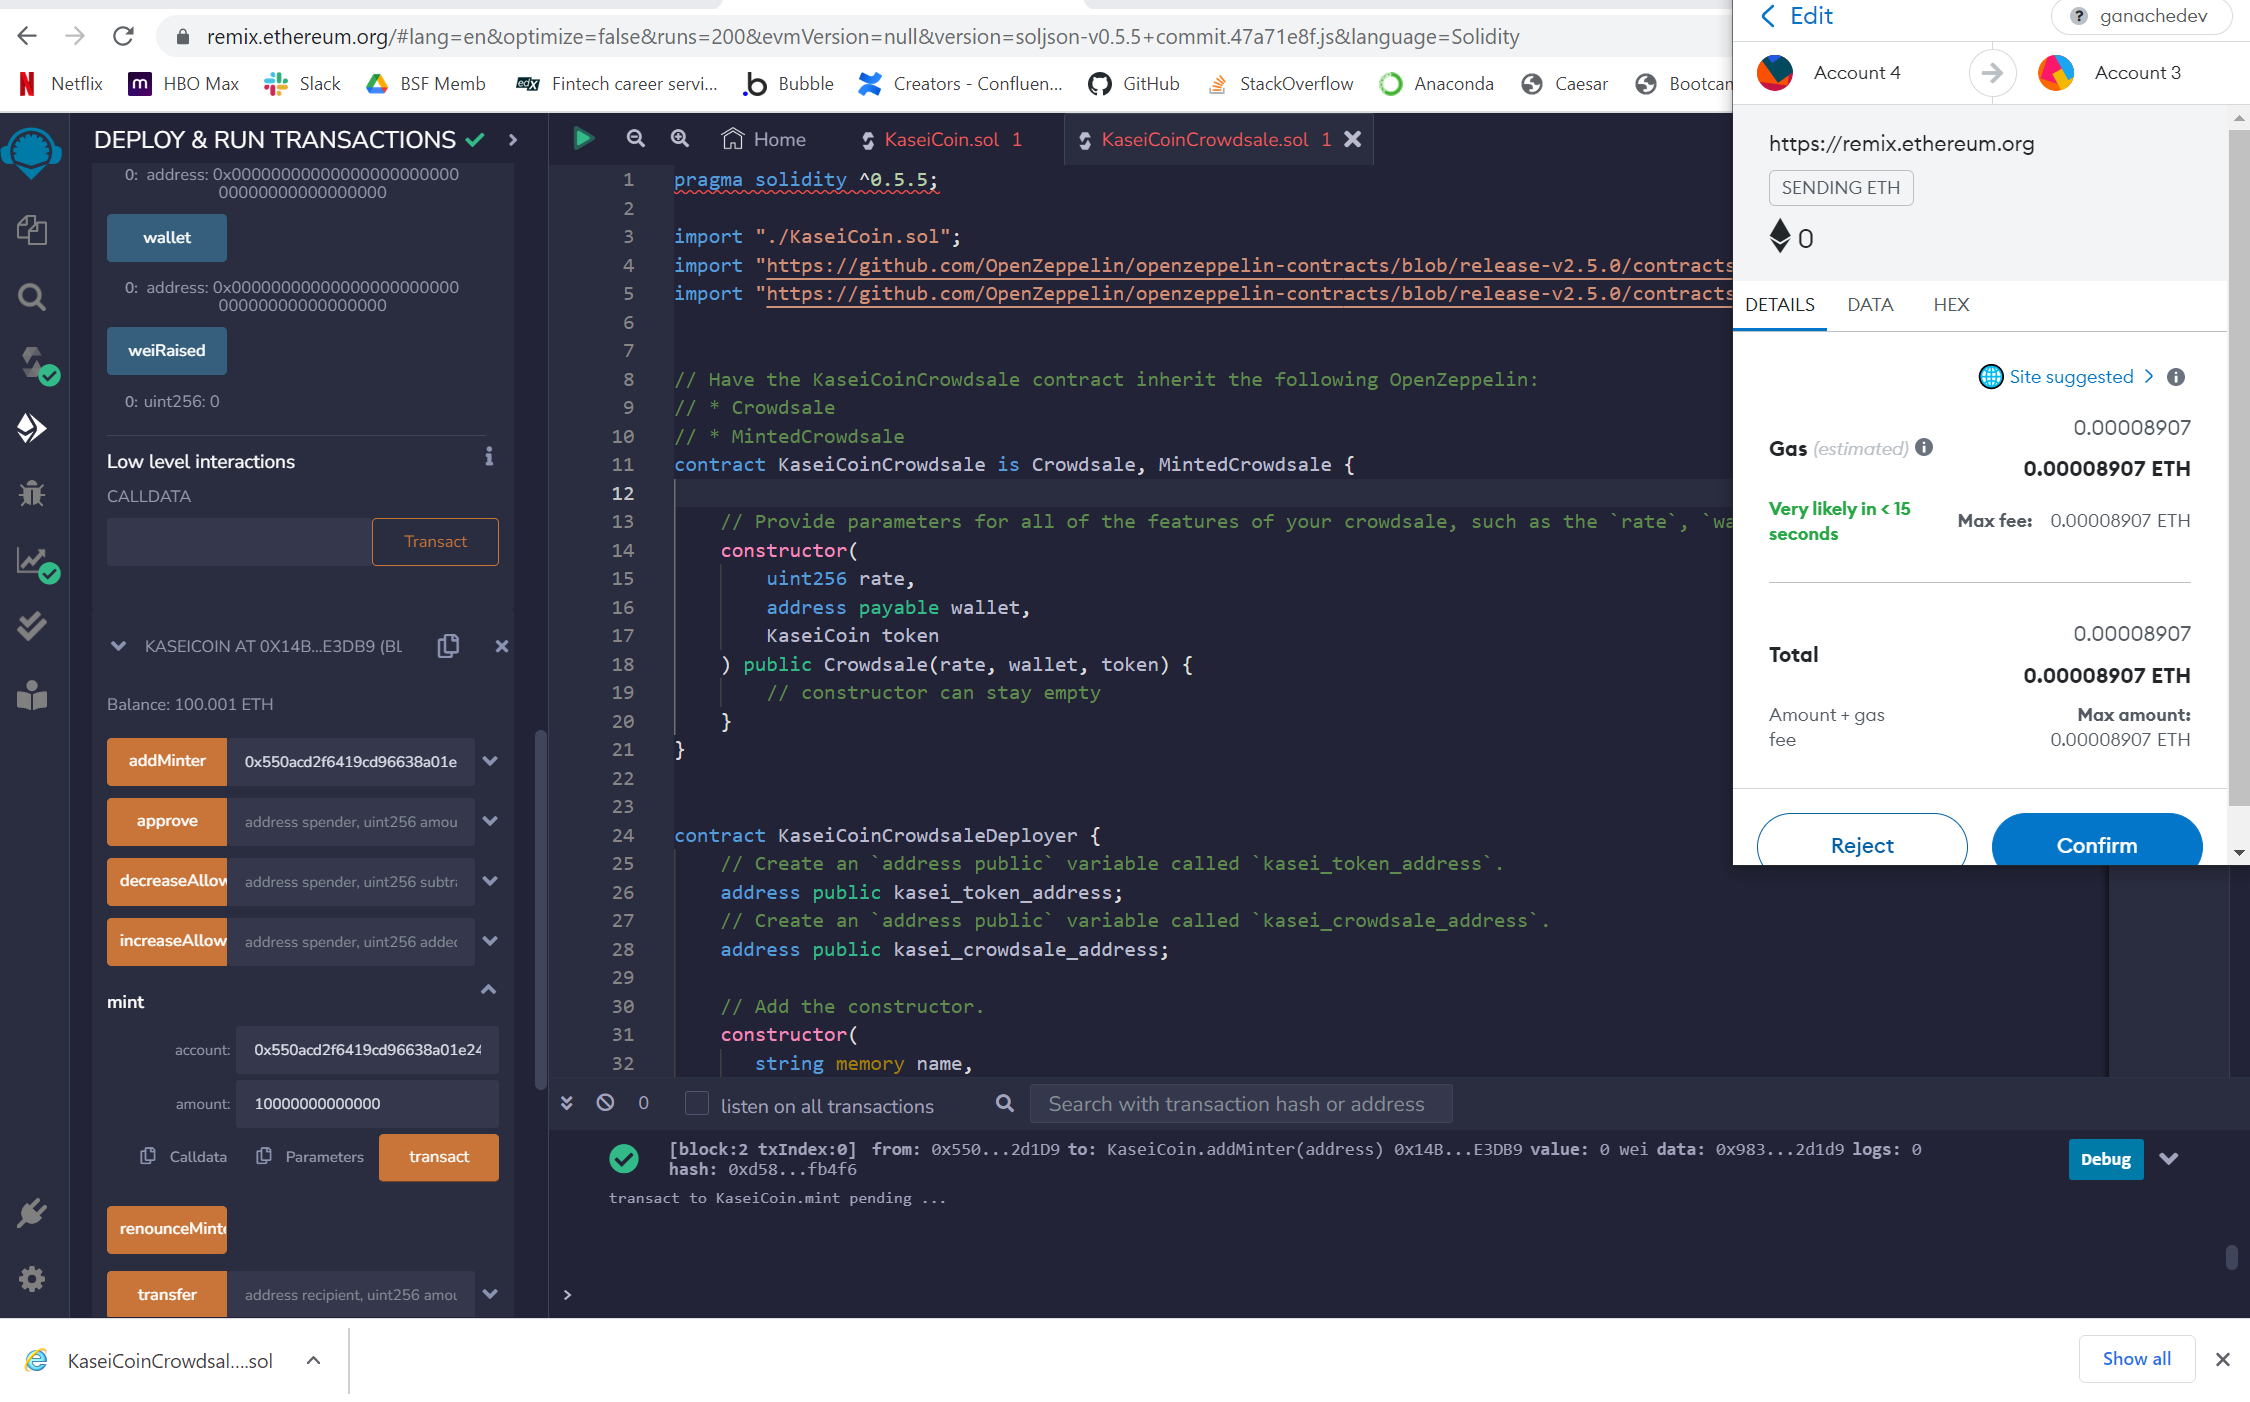 remix.ethereum.org/#lang=en&optimize=false&runs=200&evmVersion=null&version=soljson-v0.5.5+commit.47a71e8f.js&language=Solidity
Netflix
HBO Max
Slack
BSF Memb
Fintech career servi...
Bubble
Creators - Confluen...
GitHub
StackOverflow
Anaconda
Caesar
Bootcam
DEPLOY & RUN TRANSACTIONS
0: address: 0x00000000000000000000000
00000000000000000
wallet
0: address: 0x00000000000000000000000
00000000000000000
weiRaised
0: uint256: 0
Low level interactions
CALLDATA
Transact
KASEICOIN AT 0X14B...E3DB9 (BL
Balance: 100.001 ETH
addMinter
0x550acd2f6419cd96638a01e
approve
address spender, uint256 amou
decreaseAllow
address spender, uint256 subtra
increaseAllow
address spender, uint256 added
mint
account: 0x550acd2f6419cd96638a01e24
amount: 10000000000000
Calldata
Parameters
transact
renounceMinte
transfer
address recipient, uint256 amou
Home
KaseiCoin.sol 1
KaseiCoinCrowdsale.sol 1
1 pragma solidity ^0.5.5;
2
3 import "./KaseiCoin.sol";
4 import "https://github.com/OpenZeppelin/openzeppelin-contracts/blob/release-v2.5.0/contracts
5 import "https://github.com/OpenZeppelin/openzeppelin-contracts/blob/release-v2.5.0/contracts
6
7
8 // Have the KaseiCoinCrowdsale contract inherit the following OpenZeppelin:
9 // * Crowdsale
10 // * MintedCrowdsale
11 contract KaseiCoinCrowdsale is Crowdsale, MintedCrowdsale {
12
13 // Provide parameters for all of the features of your crowdsale, such as the `rate`, `wa
14 constructor(
15 uint256 rate,
16 address payable wallet,
17 KaseiCoin token
18 ) public Crowdsale(rate, wallet, token) {
19 // constructor can stay empty
20 }
21 }
22
23
24 contract KaseiCoinCrowdsaleDeployer {
25 // Create an `address public` variable called `kasei_token_address`.
26 address public kasei_token_address;
27 // Create an `address public` variable called `kasei_crowdsale_address`.
28 address public kasei_crowdsale_address;
29
30 // Add the constructor.
31 constructor(
32 string memory name,
0
listen on all transactions
Search with transaction hash or address
[block:2 txIndex:0] from: 0x550...2d1D9 to: KaseiCoin.addMinter(address) 0x14B...E3DB9 value: 0 wei data: 0x983...2d1d9 logs: 0
hash: 0xd58...fb4f6
Debug
transact to KaseiCoin.mint pending ...
>
Edit
ganachedev
Account 4
Account 3
https://remix.ethereum.org
SENDING ETH
0
DETAILS
DATA
HEX
Site suggested >
0.00008907
Gas (estimated)
0.00008907 ETH
Very likely in < 15
seconds
Max fee: 0.00008907 ETH
0.00008907
Total
0.00008907 ETH
Amount + gas
fee
Max amount:
0.00008907 ETH
Reject
Confirm
KaseiCoinCrowdsal....sol
Show all